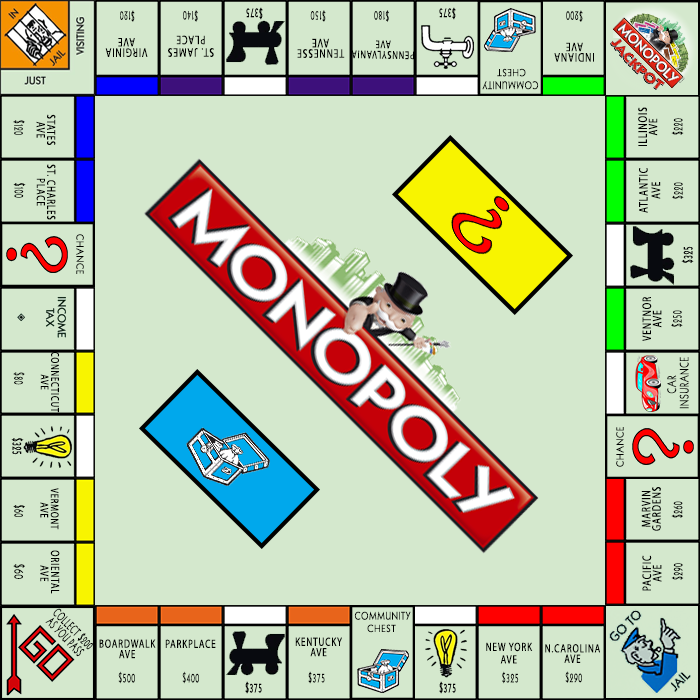 IN
JAIL
JUST
VISITING
VIRGINIA
AVE
$120
ST. JAMES
PLACE
$140
$375
TENNESSE
AVE
$150
PENNSYLVANIA
AVE
$180
$375
COMMUNITY
CHEST
INDIANA
AVE
$200
MONOPOLY
JACKPOT
ILLINOIS
AVE
$220
ATLANTIC
AVE
$220
$325
VENTNOR
AVE
$250
CAR
INSURANCE
CHANCE
?
MARVIN
GARDENS
$260
PACIFIC
AVE
$290
GO TO
JAIL
N.CAROLINA
AVE
$290
NEW YORK
AVE
$325
$375
COMMUNITY
CHEST
KENTUCKY
AVE
$375
$375
PARKPLACE
$400
BOARDWALK
AVE
$500
COLLECT $200
AS YOU PASS
GO
ORIENTAL
AVE
$60
VERMONT
AVE
$60
$325
CONNECTICUT
AVE
$80
INCOME
TAX
CHANCE
?
ST. CHARLES
PLACE
$100
STATES
AVE
$120
?
MONOPOLY